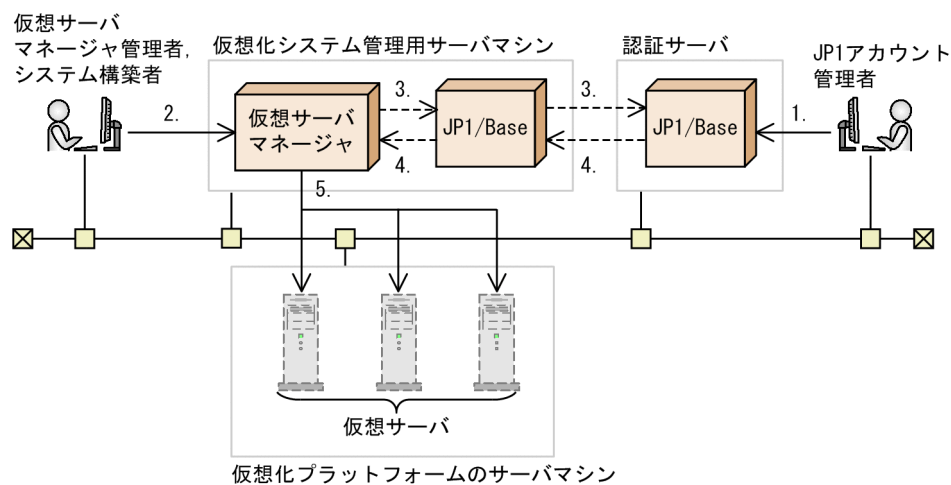 仮想サーバ
マネージャ管理者,
システム構築者
仮想化システム管理用サーバマシン
認証サーバ
JP1アカウント
管理者
2.
仮想サーバ
マネージャ
3.
4.
JP1/Base
3.
4.
JP1/Base
1.
5.
仮想サーバ
仮想化プラットフォームのサーバマシン